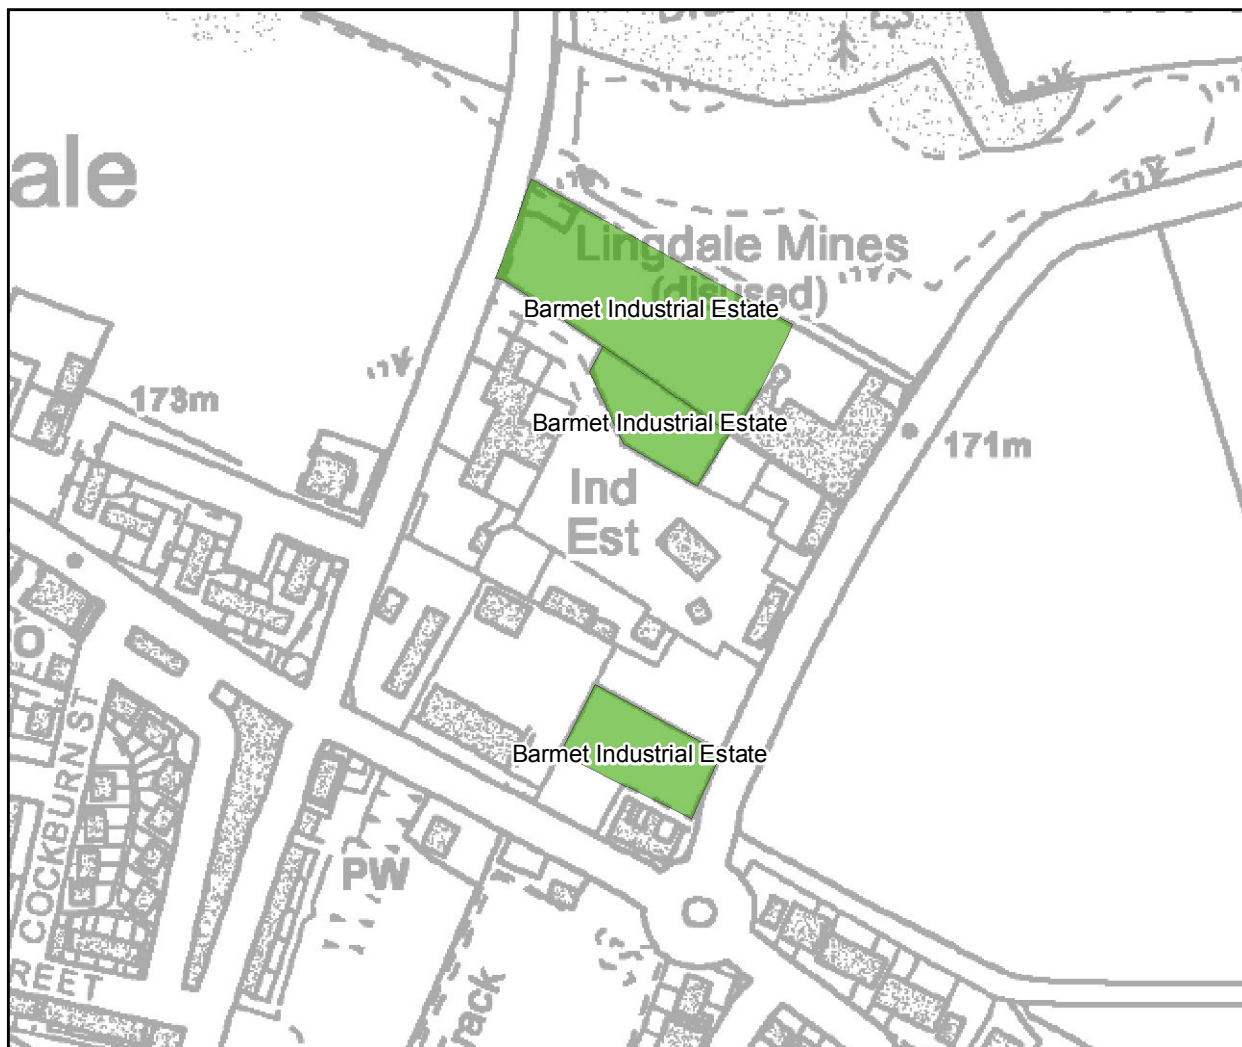 ale
Lingdale Mines
(disused)
Barmet Industrial Estate
173m
Barmet Industrial Estate
171m
Ind
Est
Barmet Industrial Estate
PW
COCKBURN ST
REET
rack